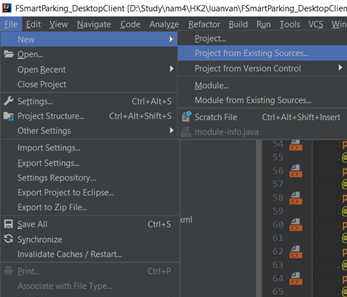 FSmartParking_DesktopClient [D:\Study\nam4\HK2\luanvan\FSmartParking_DesktopClien
File Edit View Navigate Code Analyze Refactor Build Run Tools VCS Window
New
Project...
Open...
Project from Existing Sources...
Open Recent
Project from Version Control
Close Project
Module...
Settings... Ctrl+Alt+S
Module from Existing Sources...
Project Structure... Ctrl+Alt+Shift+S
Scratch File Ctrl+Alt+Shift+Insert
Other Settings
module-info.java
Import Settings...
54 p
Export Settings...
55 @
Settings Repository...
56
57 p
Export Project to Eclipse...
58 @
Export to Zip File...
59
xml
Save All Ctrl+S
60 p
61 @
Synchronize
62
Invalidate Caches / Restart...
63 p
Print... Ctrl+P
64 @
Associate with File Type...
65